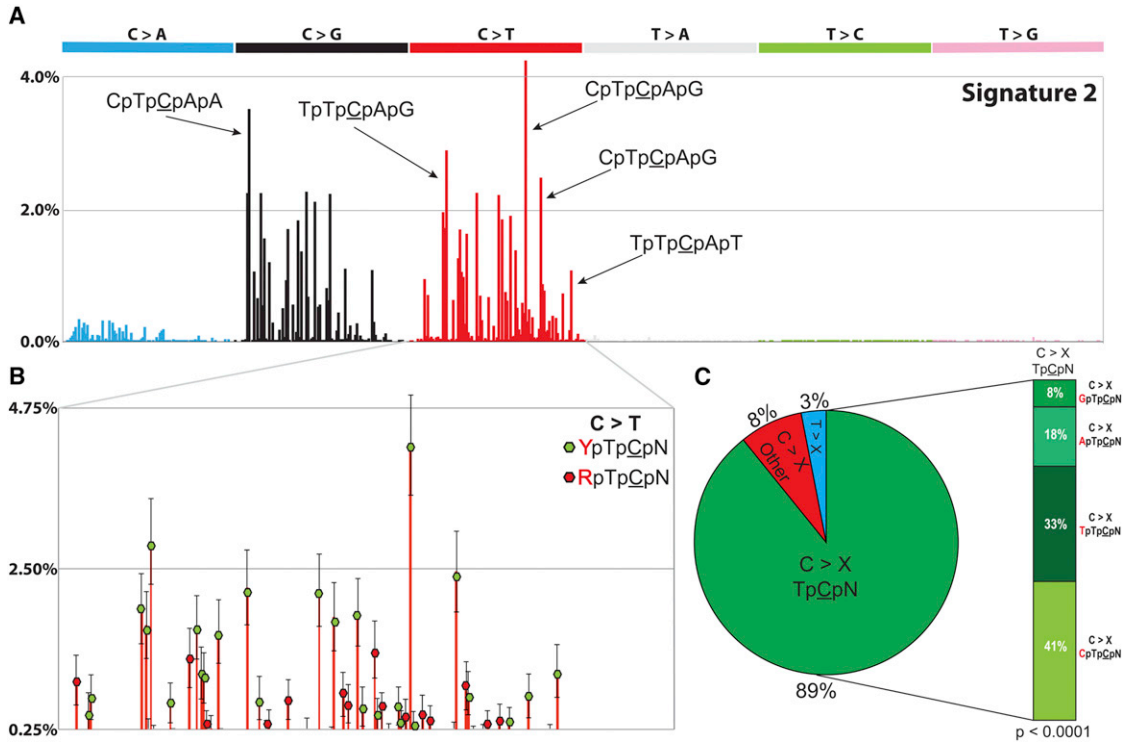 A
C > A C > G C > T T > A T > C T > G
4.0%
2.0%
0.0%
Signature 2
CpTpCpApA
TpTpCpApG
CpTpCpApG
CpTpCpApG
TpTpCpApT
B
4.75%
2.50%
0.25%
C > T
YpTpCpN
RpTpCpN
C
8%
3%
C > X
Other
T > X
C > X
TpCpN
89%
C > X
TpCpN
8%
C > X
GpTpCpN
18%
C > X
ApTpCpN
33%
C > X
TpTpCpN
41%
C > X
CpTpCpN
p < 0.0001